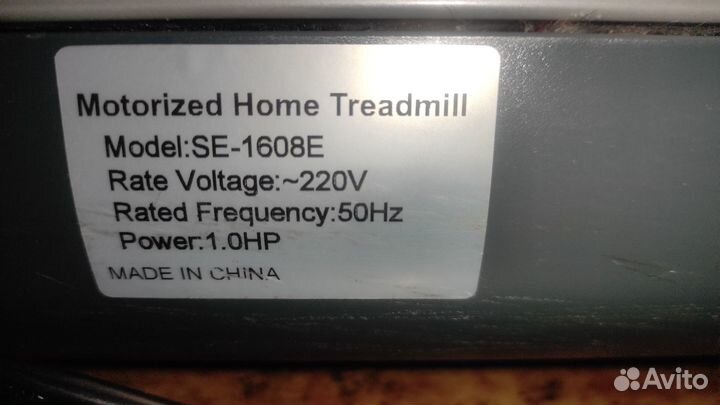 Motorized Home Treadmill
Model:SE-1608E
Rate Voltage:~220V
Rated Frequency:50Hz
Power:1.0HP
MADE IN CHINA
Avito